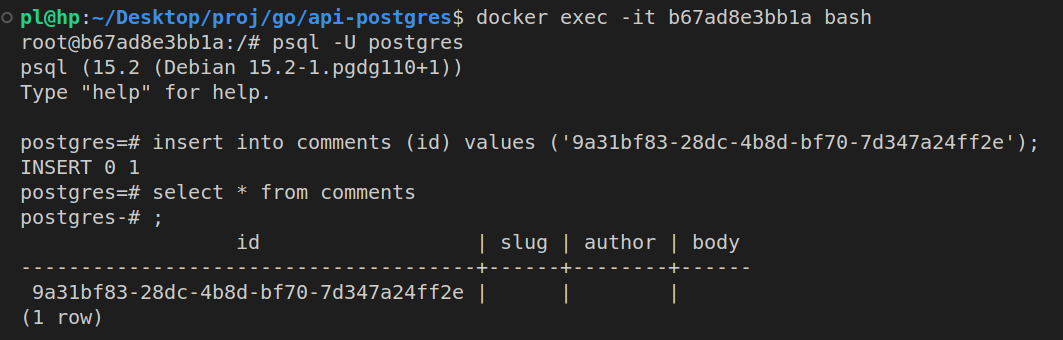 pl@hp:~/Desktop/proj/go/api-postgres$ docker exec -it b67ad8e3bb1a bash
root@b67ad8e3bb1a:/# psql -U postgres
psql (15.2 (Debian 15.2-1.pgdg110+1))
Type "help" for help.

postgres=# insert into comments (id) values ('9a31bf83-28dc-4b8d-bf70-7d347a24ff2e');
INSERT 0 1
postgres=# select * from comments
postgres-# ;
                  id                  | slug | author | body
--------------------------------------+------+--------+------
 9a31bf83-28dc-4b8d-bf70-7d347a24ff2e |      |        |
(1 row)